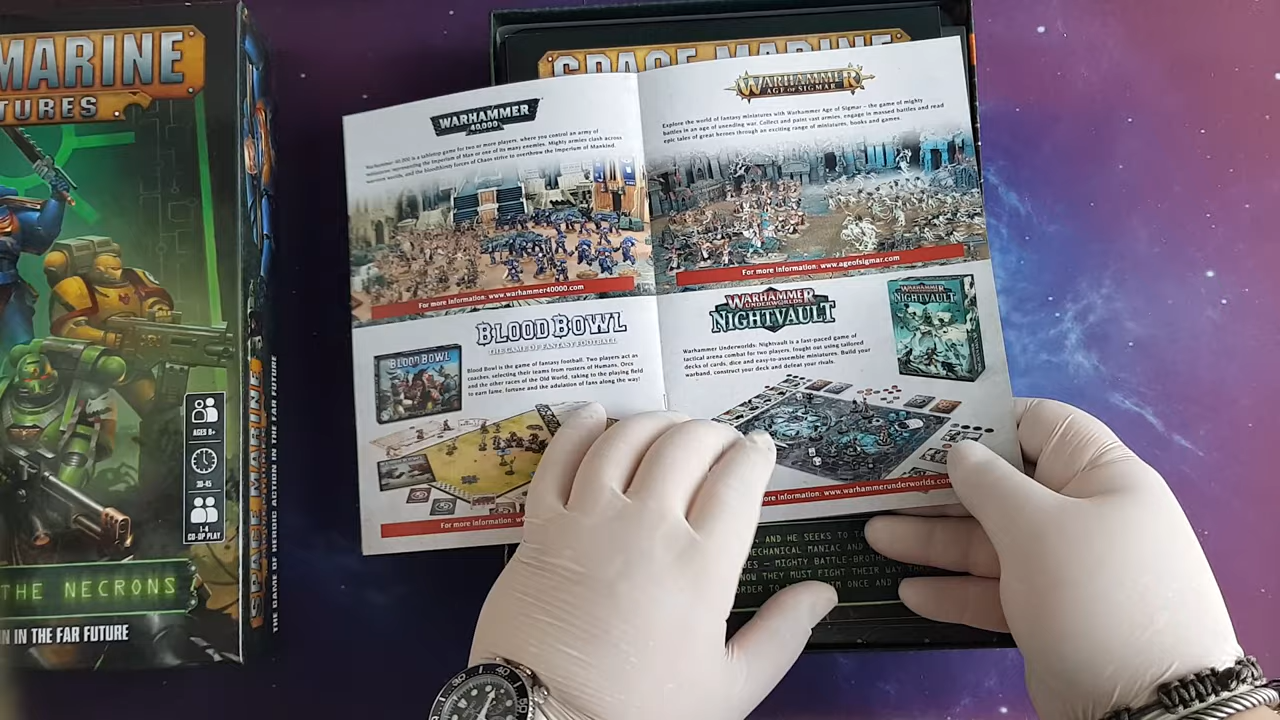 MARINE
TURES
AGES 8+
30-45
1-4
CO-OP PLAY
THE NECRONS
N IN THE FAR FUTURE
SPACE MARINE
THE GAME OF HEROIC ACTION IN THE FAR FUTURE
SPACE MARINE
WARHAMMER
40,000
Warhammer 40,000 is a tabletop game for two or more players, where you control an army of
miniatures representing the Imperium of Man or one of its many enemies. Mighty armies clash across
worlds, and the bloodthirsty forces of Chaos strive to overthrow the Imperium of Mankind.
For more information: www.warhammer40000.com
WARHAMMER
AGE OF SIGMAR
Explore the world of fantasy miniatures with Warhammer Age of Sigmar – the game of mighty
battles in an age of unending war. Collect and paint vast armies, engage in massed battles and read
epic tales of great heroes through an exciting range of miniatures, books and games.
For more information: www.ageofsigmar.com
BLOOD BOWL
THE GAME OF FANTASY FOOTBALL
BLOOD BOWL
Blood Bowl is the game of fantasy football. Two players act as
coaches, selecting their teams from rosters of Humans, Orcs
and the other races of the Old World, taking to the playing field
to earn fame, fortune and the adulation of fans along the way!
For more information:
WARHAMMER
UNDERWORLDS
NIGHTVAULT
WARHAMMER
NIGHTVAULT
Warhammer Underworlds: Nightvault is a fast-paced game of
tactical arena combat for two players, fought out using tailored
decks of cards, dice and easy-to-assemble miniatures. Build your
warband, construct your deck and defeat your rivals.
more information: www.warhammerunderworlds.com
, AND HE SEEKS TO TA
MECHANICAL MANIAC AND
ES – MIGHTY BATTLE-BROTH
NOW THEY MUST FIGHT THEIR WAY TH
ORDER TO IM ONCE AND